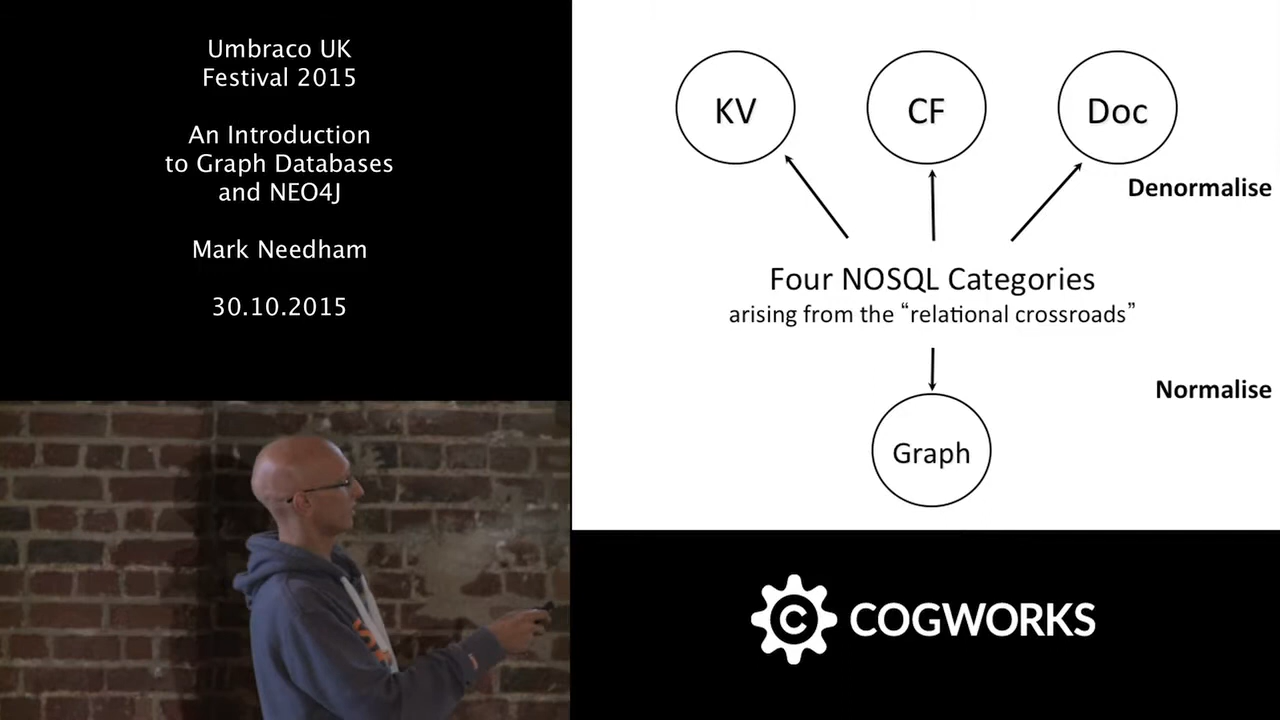 Umbraco UK
Festival 2015
An Introduction
to Graph Databases
and NEO4J
Mark Needham
30.10.2015
KV
CF
Doc
Denormalise
Four NOSQL Categories
arising from the “relational crossroads”
Normalise
Graph
C COGWORKS